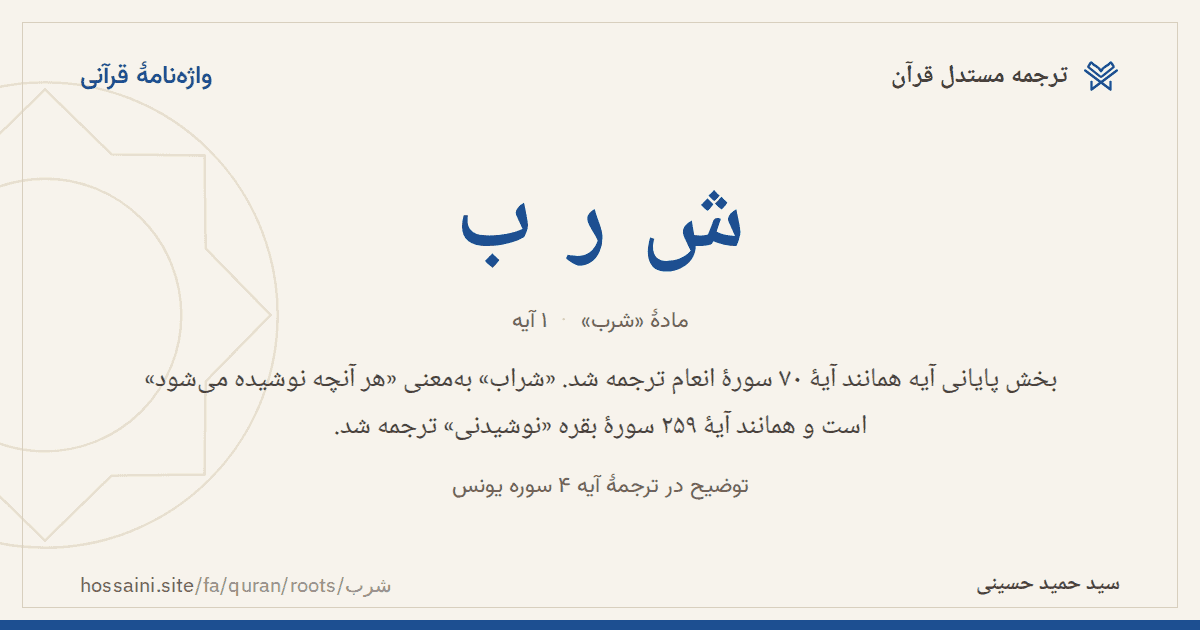 ترجمه مستدل قرآن
واژه‌نامهٔ قرآنی
ش ر ب
مادهٔ «شرب» · ۱ آیه
بخش پایانی آیه همانند آیهٔ ۷۰ سورهٔ انعام ترجمه شد. «شراب» به‌معنی «هر آنچه نوشیده می‌شود»
است و همانند آیهٔ ۲۵۹ سورهٔ بقره «نوشیدنی» ترجمه شد.
توضیح در ترجمهٔ آیه ۴ سوره یونس
سید حمید حسینی
hossaini.site/fa/quran/roots/شرب